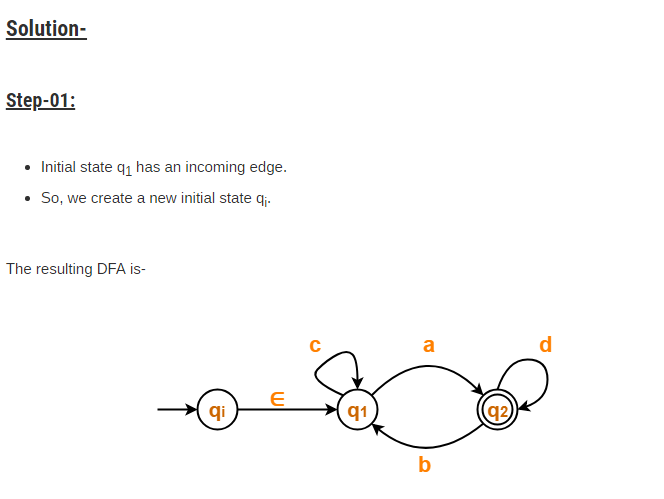 Solution-
Step-01:
• Initial state q1 has an incoming edge.
• So, we create a new initial state qi.
The resulting DFA is-
c a d
∈
qi q1 q2
b